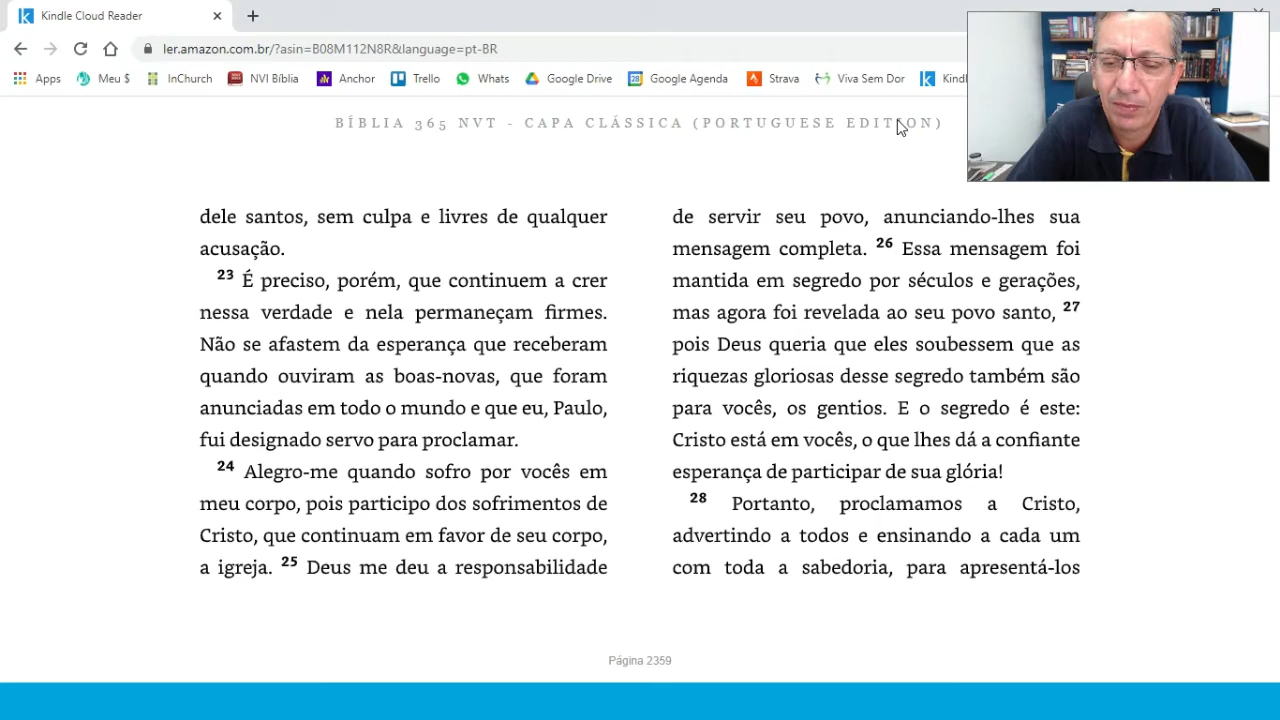 Kindle Cloud Reader
ler.amazon.com.br/?asin=B08M112N8R&language=pt-BR
Apps Meu $ InChurch NVI Bíblia Anchor Trello Whats Google Drive 28 Google Agenda Strava Viva Sem Dor Kindl
BÍBLIA 365 NVT - CAPA CLÁSSICA (PORTUGUESE EDITION)
dele santos, sem culpa e livres de qualquer
acusação.
23 É preciso, porém, que continuem a crer
nessa verdade e nela permaneçam firmes.
Não se afastem da esperança que receberam
quando ouviram as boas-novas, que foram
anunciadas em todo o mundo e que eu, Paulo,
fui designado servo para proclamar.
24 Alegro-me quando sofro por vocês em
meu corpo, pois participo dos sofrimentos de
Cristo, que continuam em favor de seu corpo,
a igreja. 25 Deus me deu a responsabilidade
de servir seu povo, anunciando-lhes sua
mensagem completa. 26 Essa mensagem foi
mantida em segredo por séculos e gerações,
mas agora foi revelada ao seu povo santo, 27
pois Deus queria que eles soubessem que as
riquezas gloriosas desse segredo também são
para vocês, os gentios. E o segredo é este:
Cristo está em vocês, o que lhes dá a confiante
esperança de participar de sua glória!
28 Portanto, proclamamos a Cristo,
advertindo a todos e ensinando a cada um
com toda a sabedoria, para apresentá-los
Página 2359